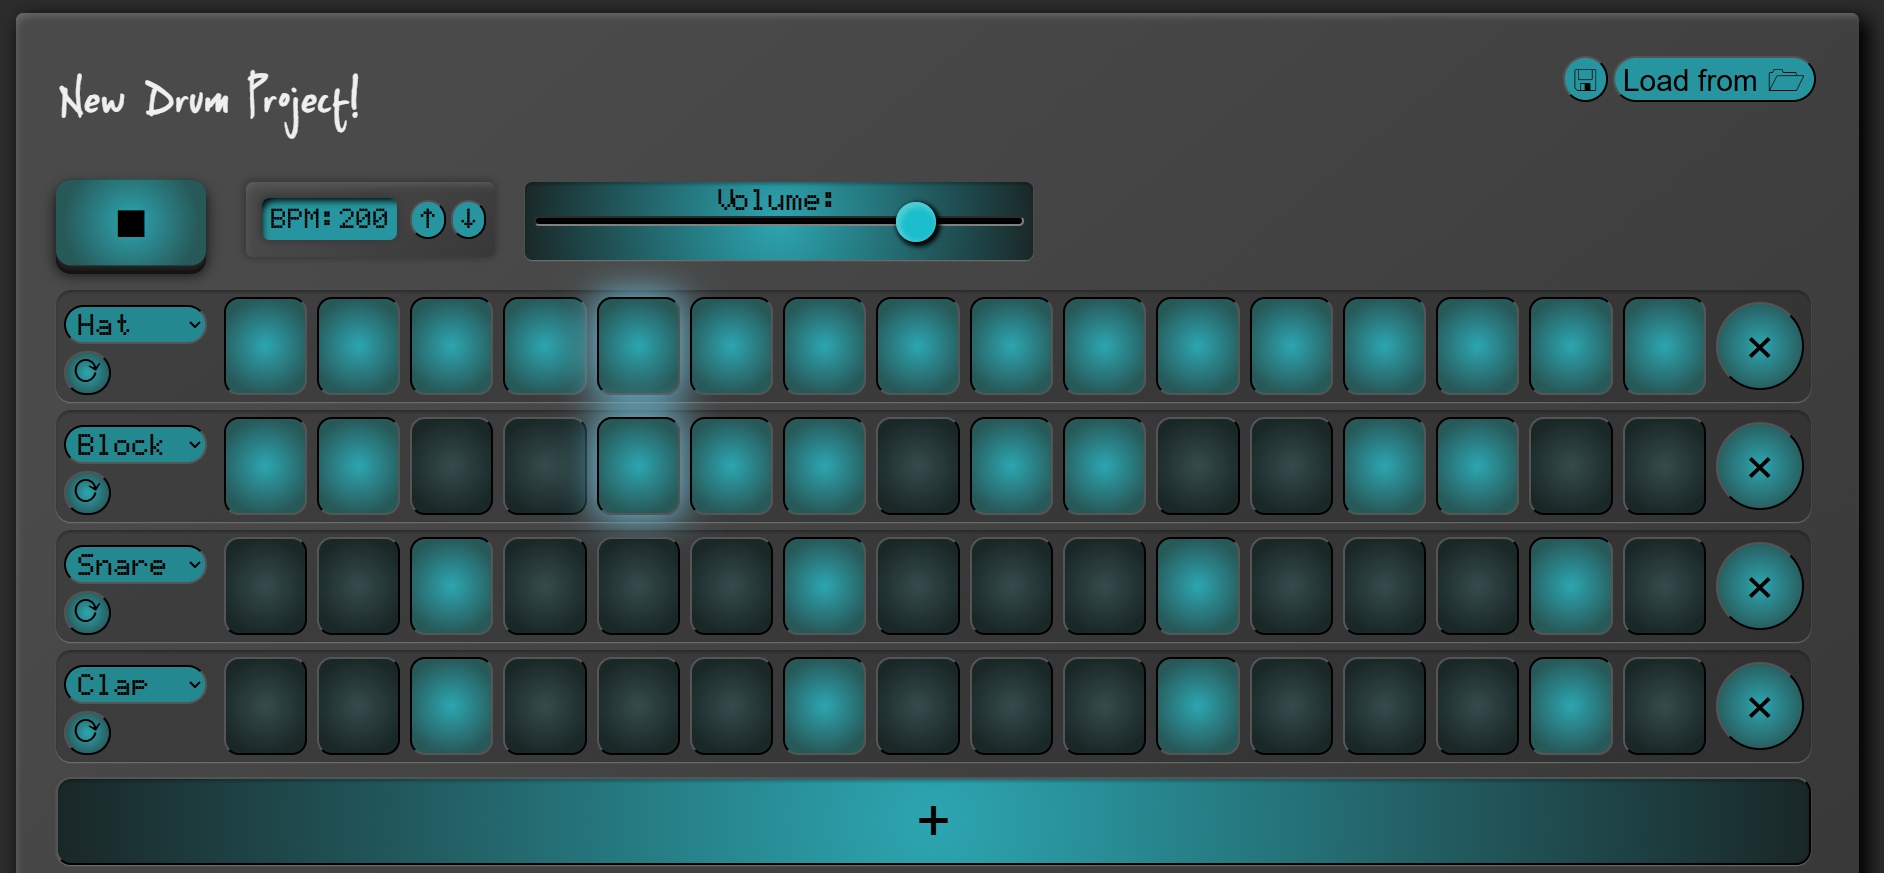 New Drum Project!
Load from
BPM: 200
Volume:
Hat
Block
Snare
Clap